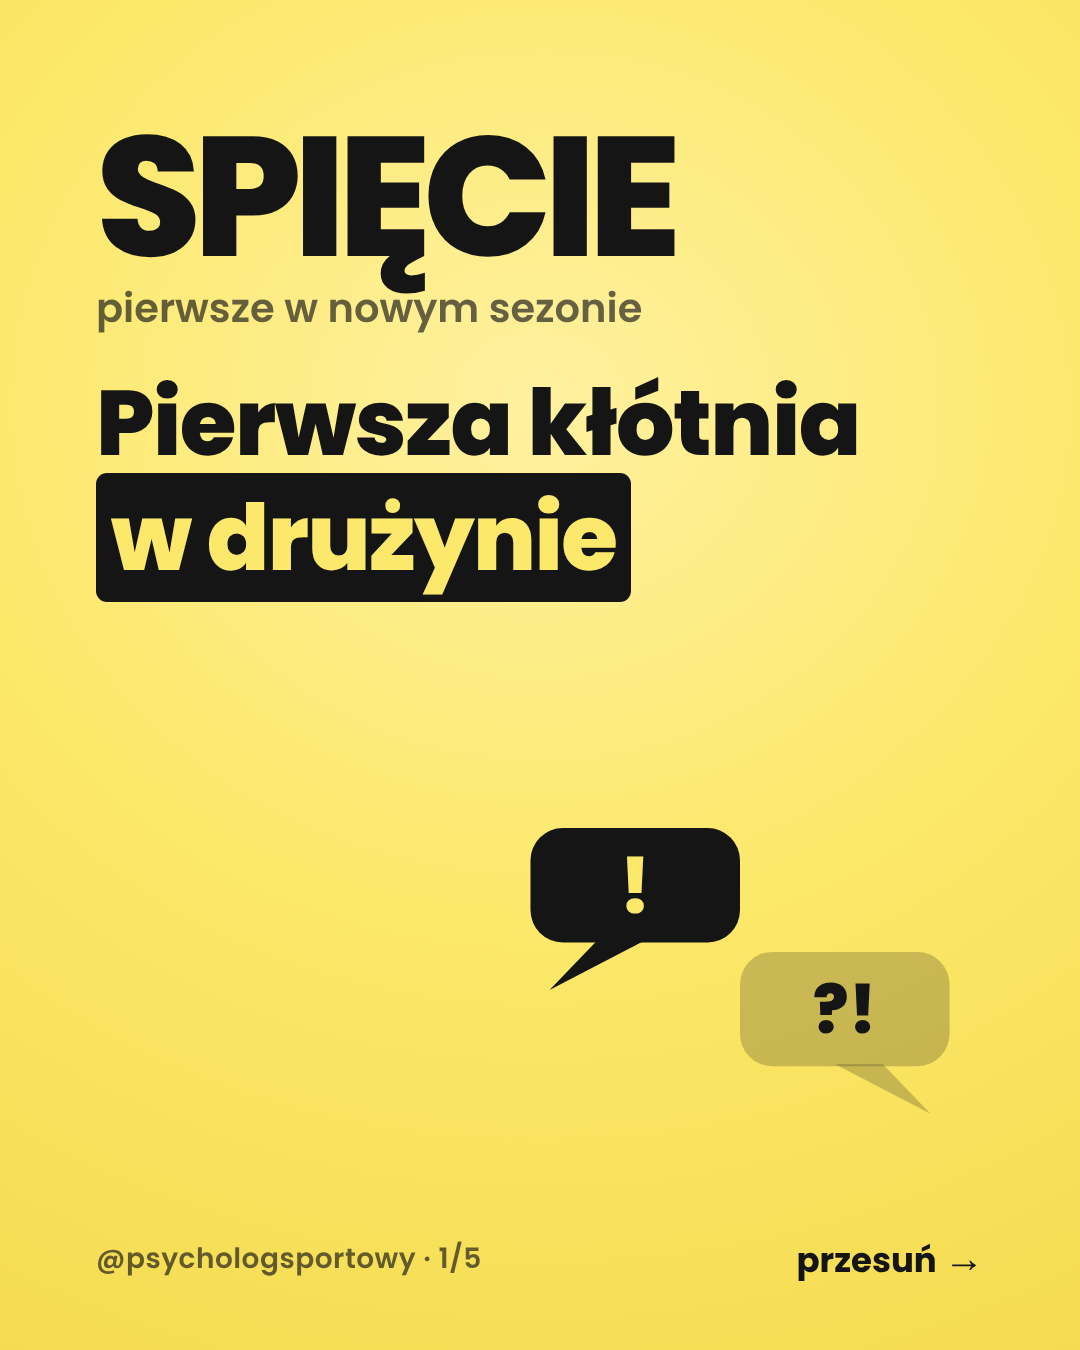 SPIĘCIE
pierwsze w nowym sezonie
Pierwsza kłótnia
w drużynie
!
?!
@psychologsportowy · 1/5
przesuń →